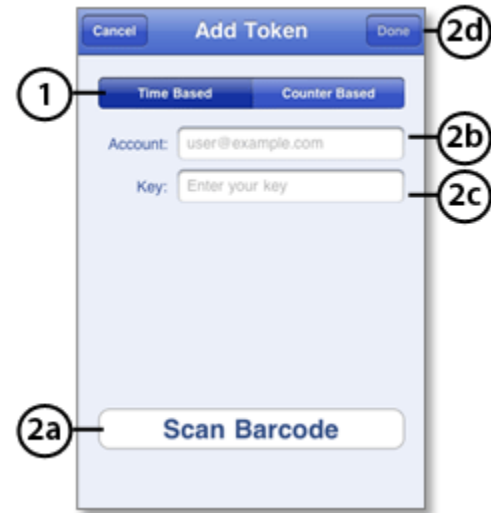 Cancel Add Token Done 2d
1 Time Based Counter Based
Account: user@example.com 2b
Key: Enter your key 2c
2a Scan Barcode